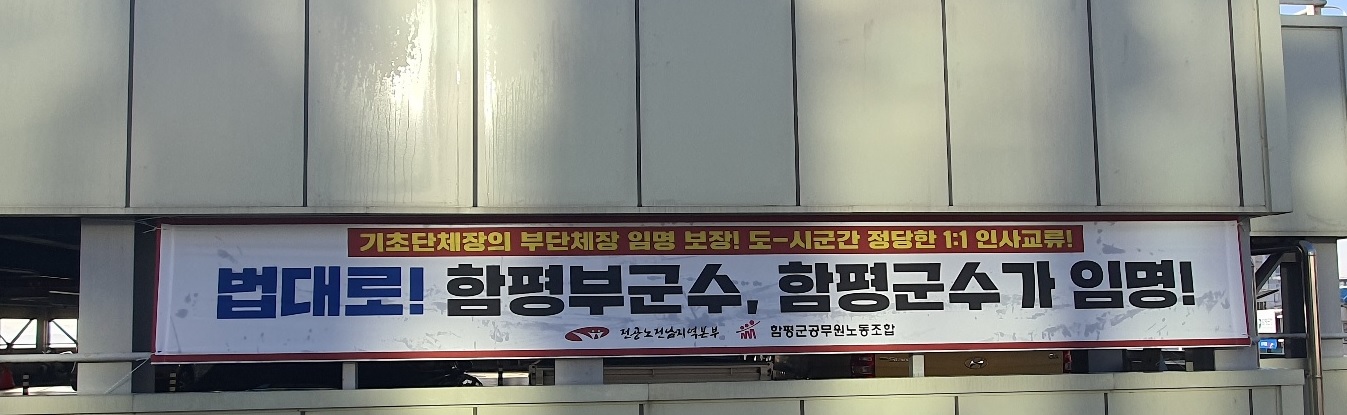 기초단체장의 부단체장 임명 보장! 도-시군간 정당한 1:1 인사교류!
법대로! 함평부군수, 함평군수가 임명!
전공노전남지역본부 함평군공무원노동조합